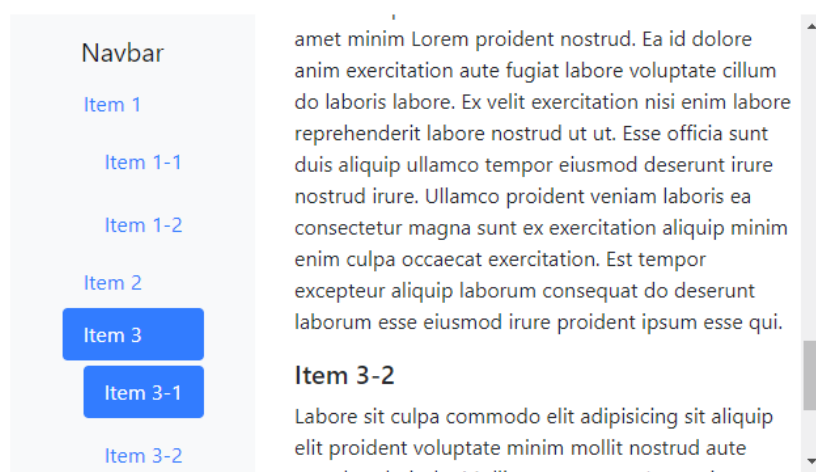 Navbar
Item 1
Item 1-1
Item 1-2
Item 2
Item 3
Item 3-1
Item 3-2
amet minim Lorem proident nostrud. Ea id dolore
anim exercitation aute fugiat labore voluptate cillum
do laboris labore. Ex velit exercitation nisi enim labore
reprehenderit labore nostrud ut ut. Esse officia sunt
duis aliquip ullamco tempor eiusmod deserunt irure
nostrud irure. Ullamco proident veniam laboris ea
consectetur magna sunt ex exercitation aliquip minim
enim culpa occaecat exercitation. Est tempor
excepteur aliquip laborum consequat do deserunt
laborum esse eiusmod irure proident ipsum esse qui.
Item 3-2
Labore sit culpa commodo elit adipisicing sit aliquip
elit proident voluptate minim mollit nostrud aute